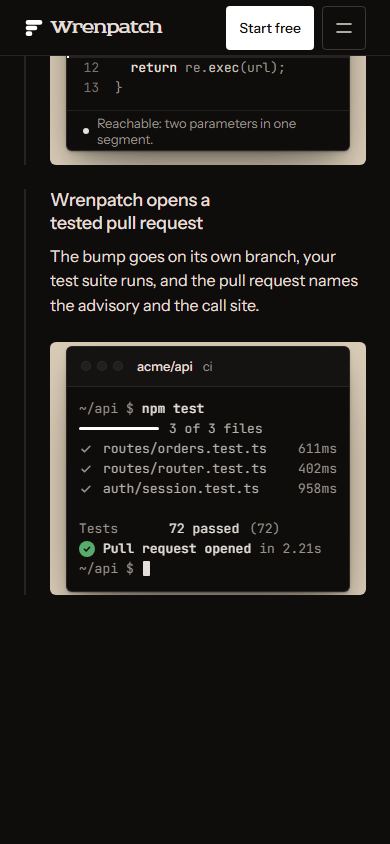 Wrenpatch
Start free
12 return re.exec(url);
13 }
Reachable: two parameters in one
segment.
Wrenpatch opens a
tested pull request
The bump goes on its own branch, your
test suite runs, and the pull request names
the advisory and the call site.
acme/api ci
~/api $ npm test
3 of 3 files
✓ routes/orders.test.ts 611ms
✓ routes/router.test.ts 402ms
✓ auth/session.test.ts 958ms
Tests 72 passed (72)
Pull request opened in 2.21s
~/api $